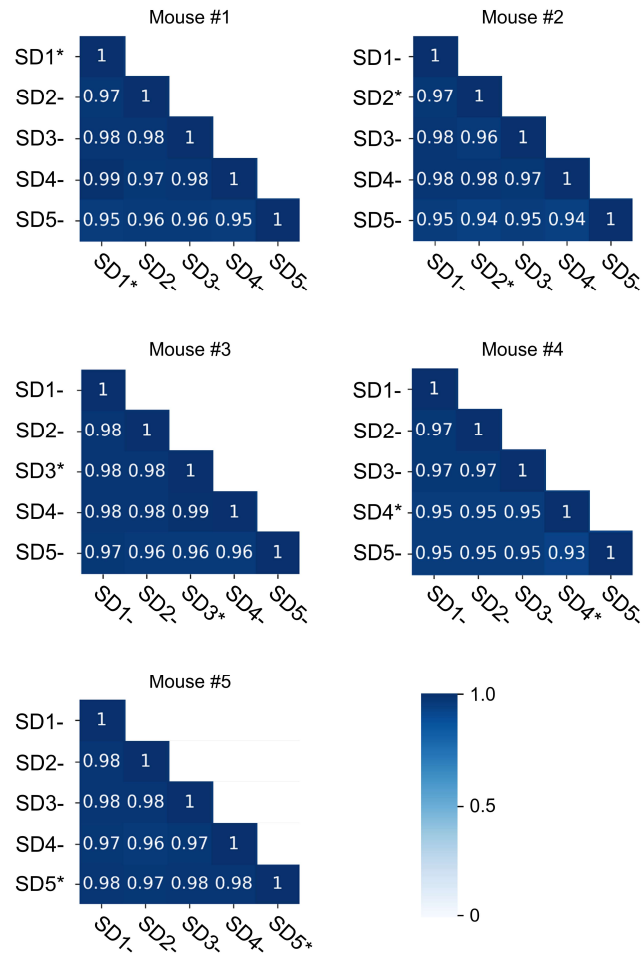 Mouse #1
SD1* 1
SD2- 0.97 1
SD3- 0.98 0.98 1
SD4- 0.99 0.97 0.98 1
SD5- 0.95 0.96 0.96 0.95 1
SD1* SD2- SD3- SD4- SD5-
Mouse #2
SD1- 1
SD2* 0.97 1
SD3- 0.98 0.96 1
SD4- 0.98 0.98 0.97 1
SD5- 0.95 0.94 0.95 0.94 1
SD1- SD2* SD3- SD4- SD5-
Mouse #3
SD1- 1
SD2- 0.98 1
SD3* 0.98 0.98 1
SD4- 0.98 0.98 0.99 1
SD5- 0.97 0.96 0.96 0.96 1
SD1- SD2- SD3* SD4- SD5-
Mouse #4
SD1- 1
SD2- 0.97 1
SD3- 0.97 0.97 1
SD4* 0.95 0.95 0.95 1
SD5- 0.95 0.95 0.95 0.93 1
SD1- SD2- SD3- SD4* SD5-
Mouse #5
SD1- 1
SD2- 0.98 1
SD3- 0.98 0.98 1
SD4- 0.97 0.96 0.97 1
SD5* 0.98 0.97 0.98 0.98 1
SD1- SD2- SD3- SD4- SD5*
1.0
0.5
0